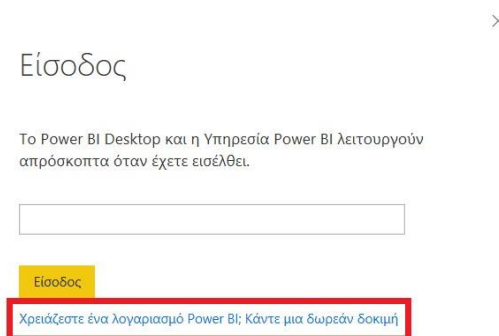 Είσοδος
Το Power BI Desktop και η Υπηρεσία Power BI λειτουργούν
απρόσκοπτα όταν έχετε εισέλθει.
Είσοδος
Χρειάζεστε ένα λογαριασμό Power BI; Κάντε μια δωρεάν δοκιμή